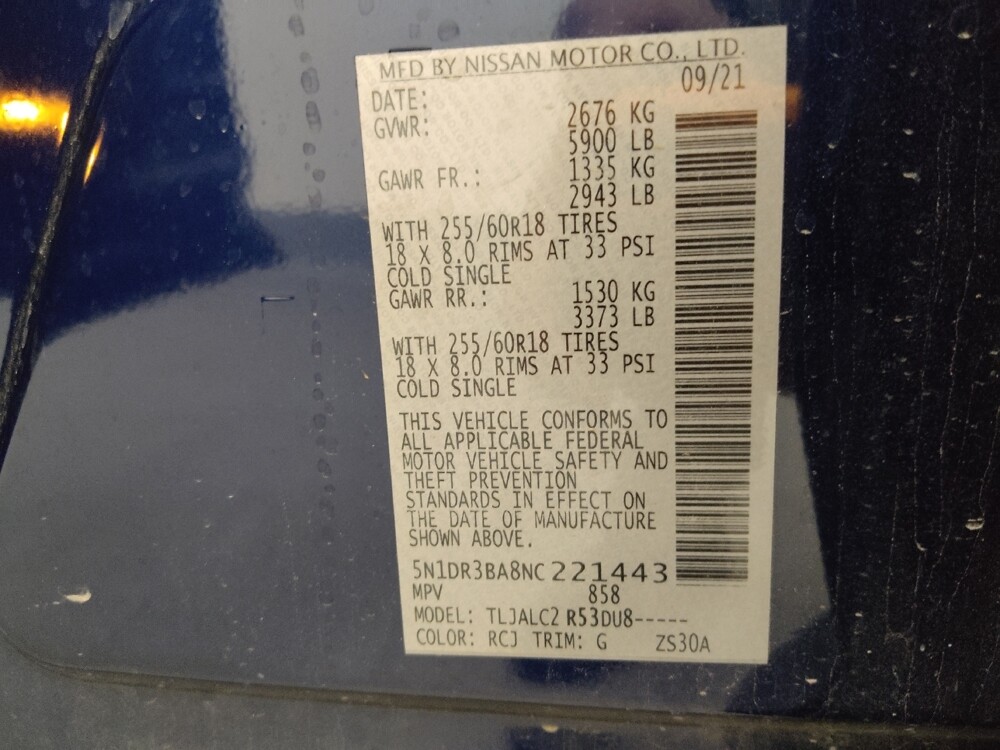 MFD BY NISSAN MOTOR CO., LTD.
DATE: 09/21
GVWR: 2676 KG
5900 LB
GAWR FR.: 1335 KG
2943 LB
WITH 255/60R18 TIRES
18 X 8.0 RIMS AT 33 PSI
COLD SINGLE
GAWR RR.: 1530 KG
3373 LB
WITH 255/60R18 TIRES
18 X 8.0 RIMS AT 33 PSI
COLD SINGLE
THIS VEHICLE CONFORMS TO
ALL APPLICABLE FEDERAL
MOTOR VEHICLE SAFETY AND
THEFT PREVENTION
STANDARDS IN EFFECT ON
THE DATE OF MANUFACTURE
SHOWN ABOVE.
5N1DR3BA8NC 221443
MPV 858
MODEL: TLJALC2 R53DU8-----
COLOR: RCJ TRIM: G ZS30A